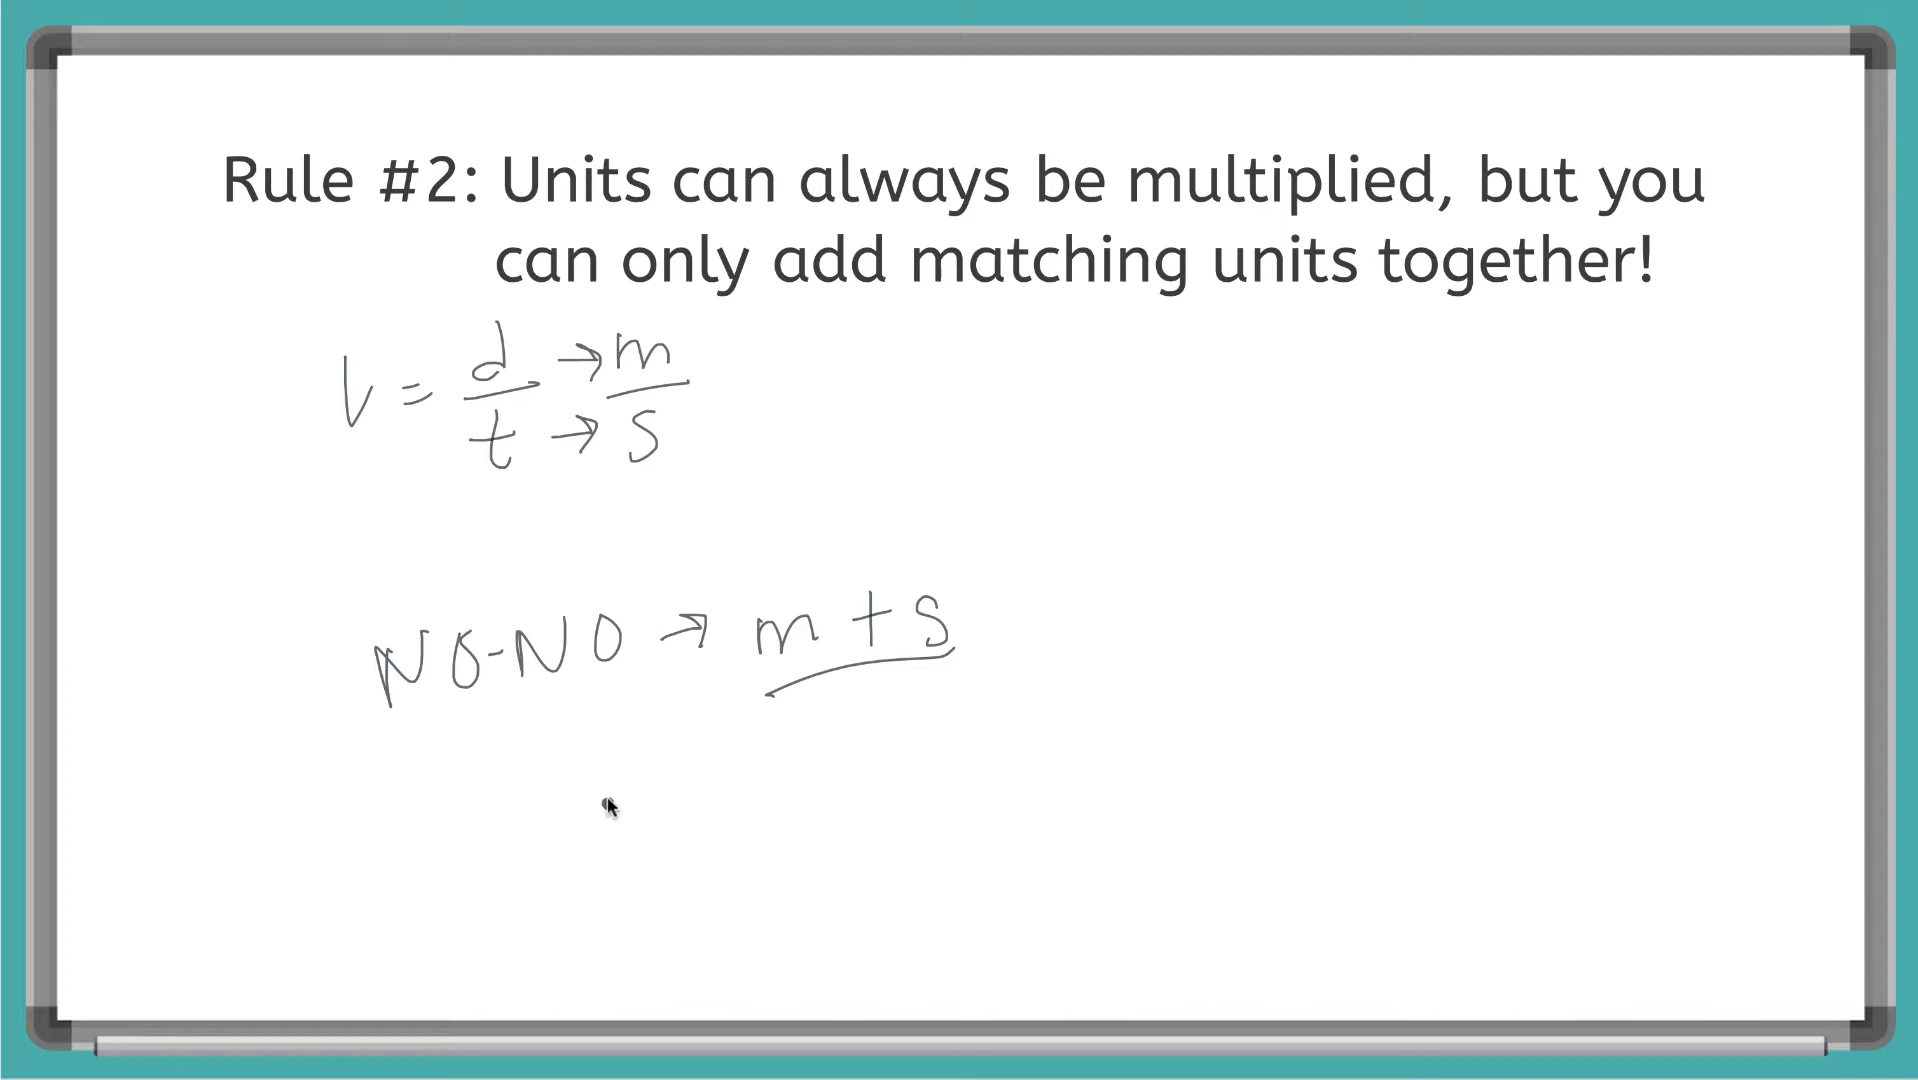 Rule #2: Units can always be multiplied, but you
can only add matching units together!
V = d/t → m/s
NO-NO → m + s